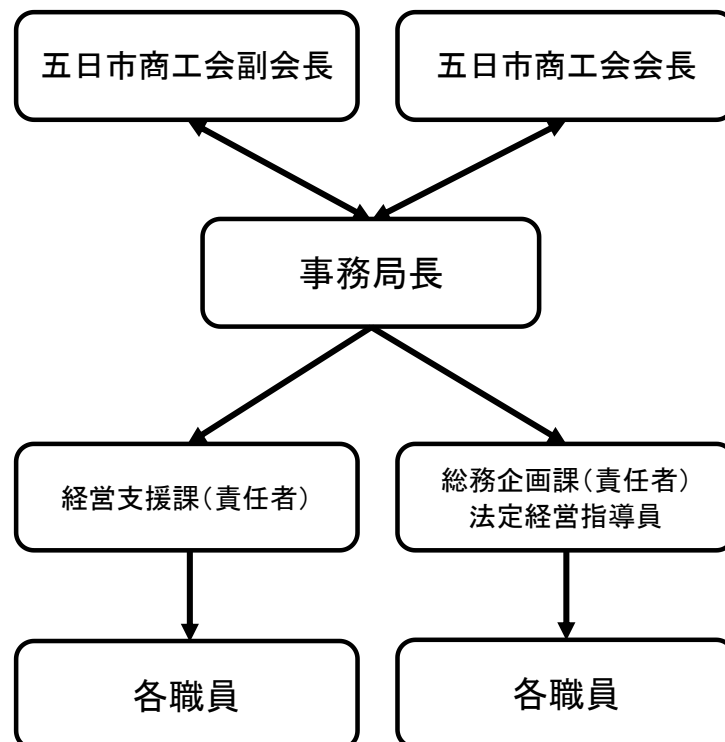 五日市商工会副会長
五日市商工会会長
事務局長
経営支援課(責任者)
総務企画課(責任者)
法定経営指導員
各職員
各職員